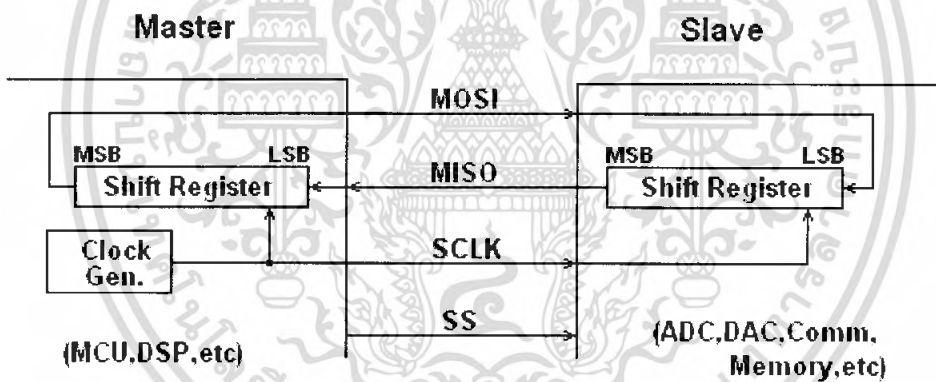 Master
Slave
MOSI
MSB LSB
Shift Register
MISO
MSB LSB
Shift Register
Clock
Gen.
SCLK
SS
(MCU,DSP,etc)
(ADC,DAC,Comm,
Memory,etc)